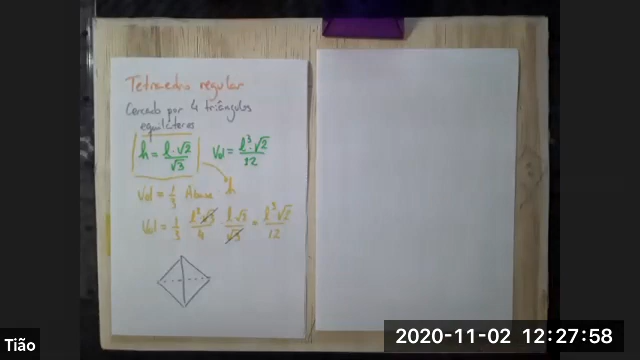 Tetraedro regular
Cercado por 4 triângulos
equiláteros
h = l·√2/√3 Vol = l³·√2/12
Vol = 1/3 Abase h
Vol = 1/3 l²√3/4 l√2/√3 = l³√2/12
Tião
2020-11-02 12:27:58